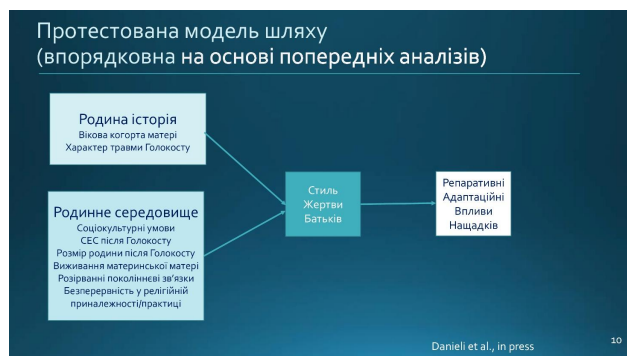 Протестована модель шляху
(впорядковна на основі попередніх аналізів)
Родина історія
Вікова когорта матері
Характер травми Голокосту
Родинне середовище
Соціокультурні умови
СЕС після Голокосту
Розмір родини після Голокосту
Виживання материнської матері
Розірванні поколіннєві зв’язки
Безперервність у релігійній
приналежності/практиці
Стиль
Жертви
Батьків
Репаративні
Адаптаційні
Впливи
Нащадків
Danieli et al., in press
10